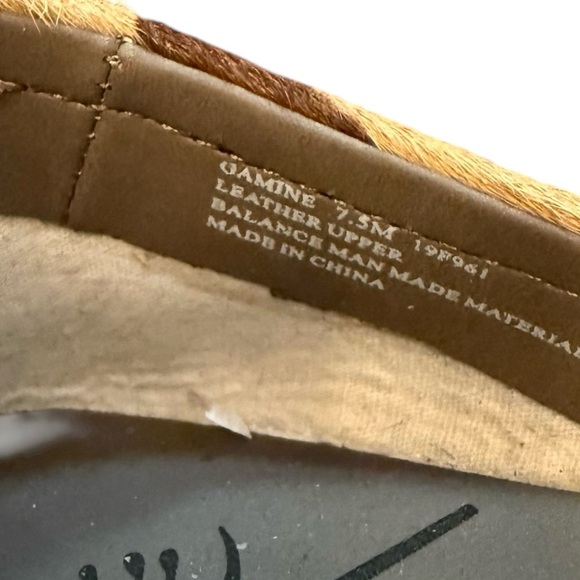 GAMINE 7.5M 19F961
LEATHER UPPER
BALANCE MAN MADE MATERIAL
MADE IN CHINA